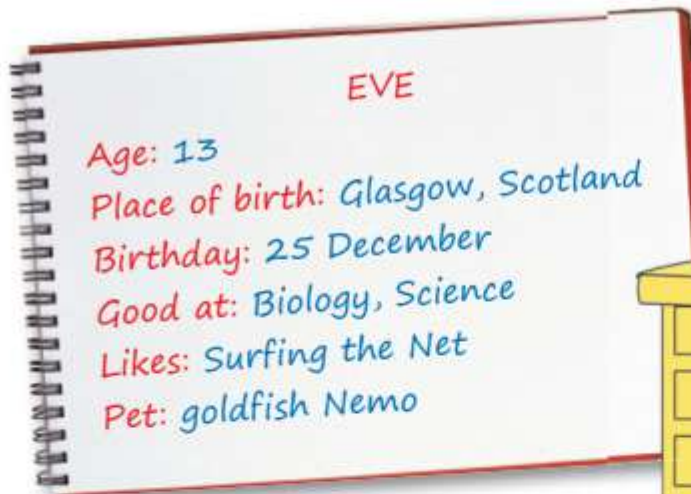 EVE
Age: 13
Place of birth: Glasgow, Scotland
Birthday: 25 December
Good at: Biology, Science
Likes: Surfing the Net
Pet: goldfish Nemo